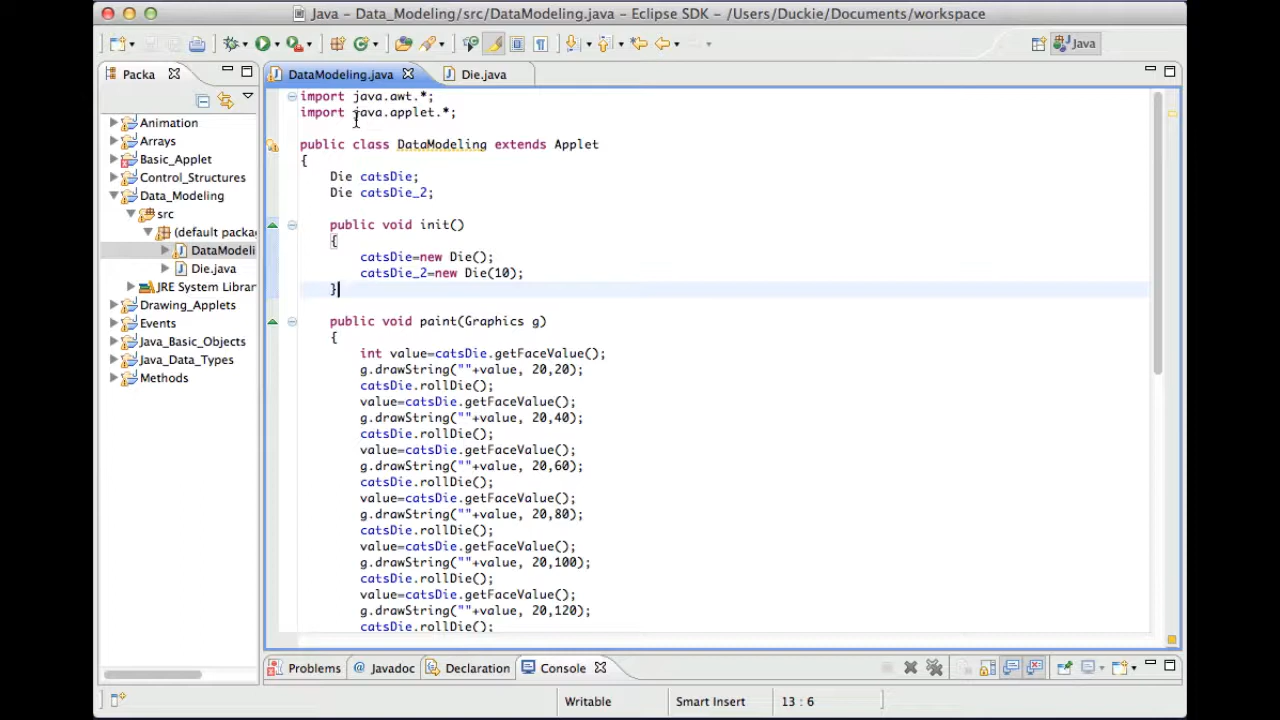 Java – Data_Modeling/src/DataModeling.java – Eclipse SDK – /Users/Duckie/Documents/workspace
Java
Packa
DataModeling.java
Die.java
Animation
Arrays
Basic_Applet
Control_Structures
Data_Modeling
src
(default packa
DataModeli
Die.java
JRE System Librar
Drawing_Applets
Events
Java_Basic_Objects
Java_Data_Types
Methods
import java.awt.*;
import java.applet.*;
public class DataModeling extends Applet
{
Die catsDie;
Die catsDie_2;
public void init()
{
catsDie=new Die();
catsDie_2=new Die(10);
}
public void paint(Graphics g)
{
int value=catsDie.getFaceValue();
g.drawString(""+value, 20,20);
catsDie.rollDie();
value=catsDie.getFaceValue();
g.drawString(""+value, 20,40);
catsDie.rollDie();
value=catsDie.getFaceValue();
g.drawString(""+value, 20,60);
catsDie.rollDie();
value=catsDie.getFaceValue();
g.drawString(""+value, 20,80);
catsDie.rollDie();
value=catsDie.getFaceValue();
g.drawString(""+value, 20,100);
catsDie.rollDie();
value=catsDie.getFaceValue();
g.drawString(""+value, 20,120);
catsDie.rollDie();
Problems
@ Javadoc
Declaration
Console
Writable
Smart Insert
13 : 6